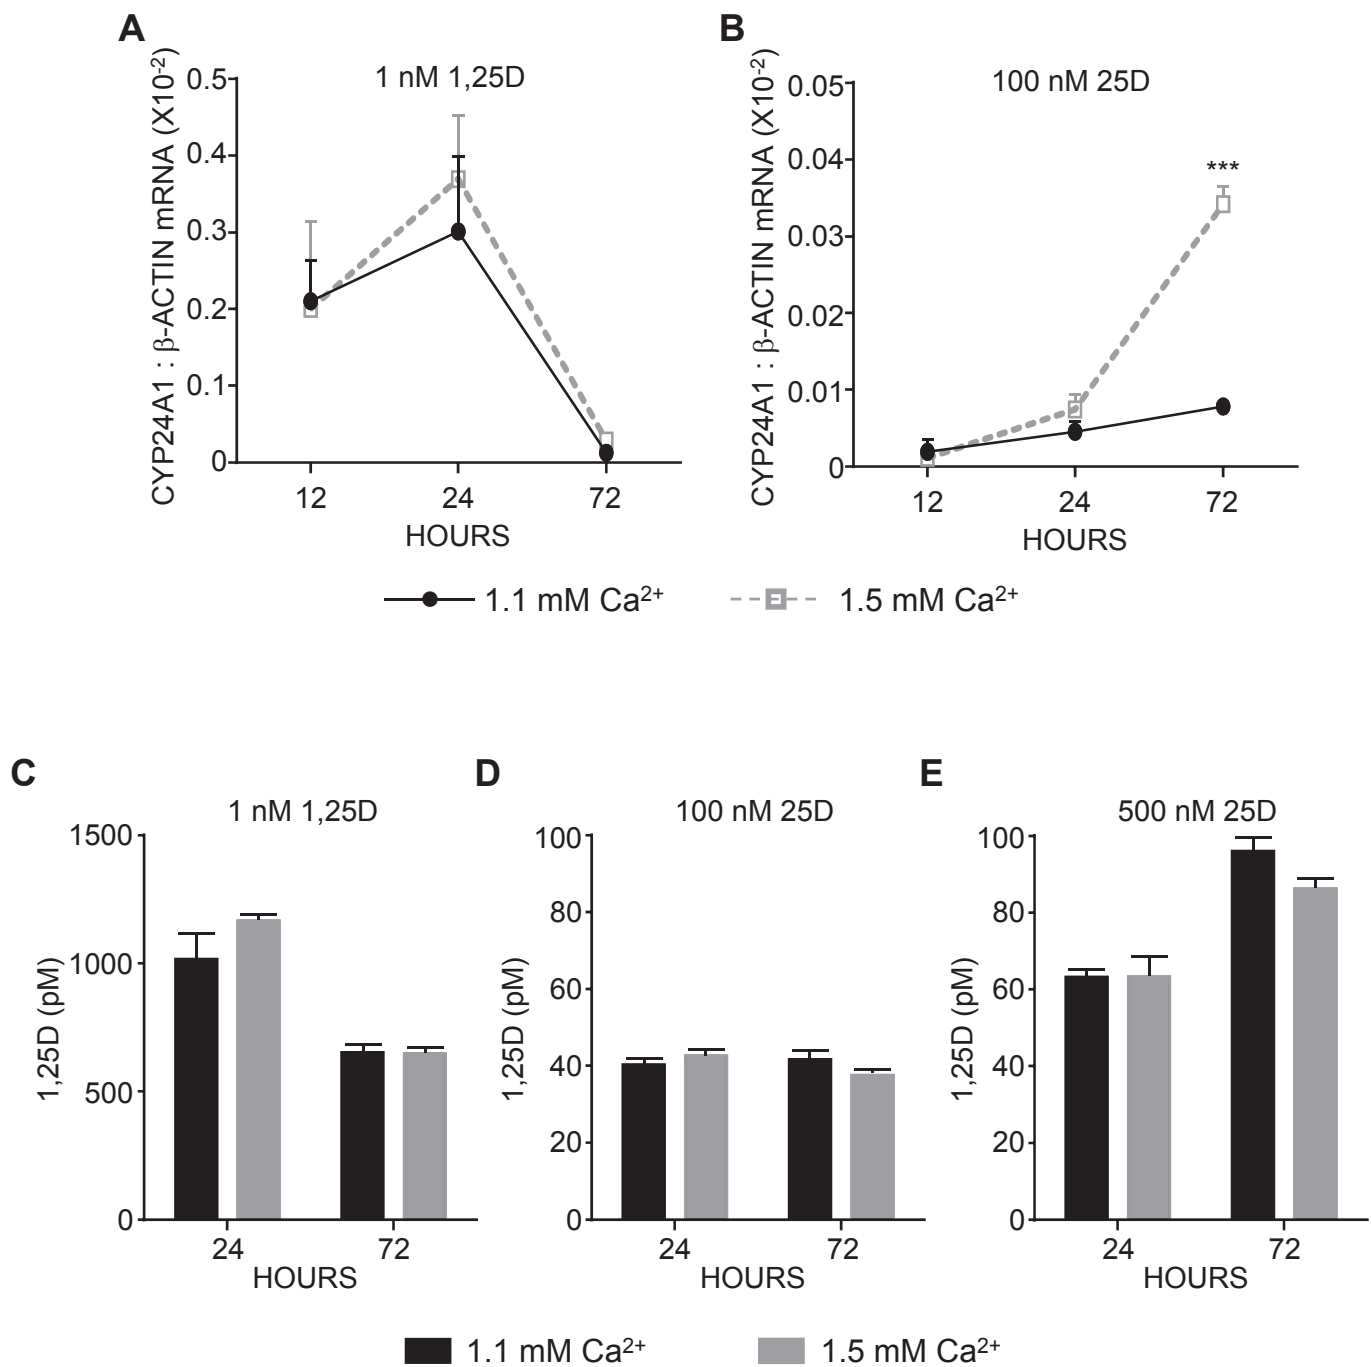 A
1 nM 1,25D
CYP24A1 : β-ACTIN mRNA (X10⁻²)
0.5
0.4
0.3
0.2
0.1
0
12 24 72
HOURS
B
100 nM 25D
CYP24A1 : β-ACTIN mRNA (X10⁻²)
0.05
0.04
0.03
0.02
0.01
0
***
12 24 72
HOURS
1.1 mM Ca²⁺ 1.5 mM Ca²⁺
C
1 nM 1,25D
1,25D (pM)
1500
1000
500
0
24 72
HOURS
D
100 nM 25D
1,25D (pM)
100
80
60
40
20
0
24 72
HOURS
E
500 nM 25D
1,25D (pM)
100
80
60
40
20
0
24 72
HOURS
1.1 mM Ca²⁺ 1.5 mM Ca²⁺